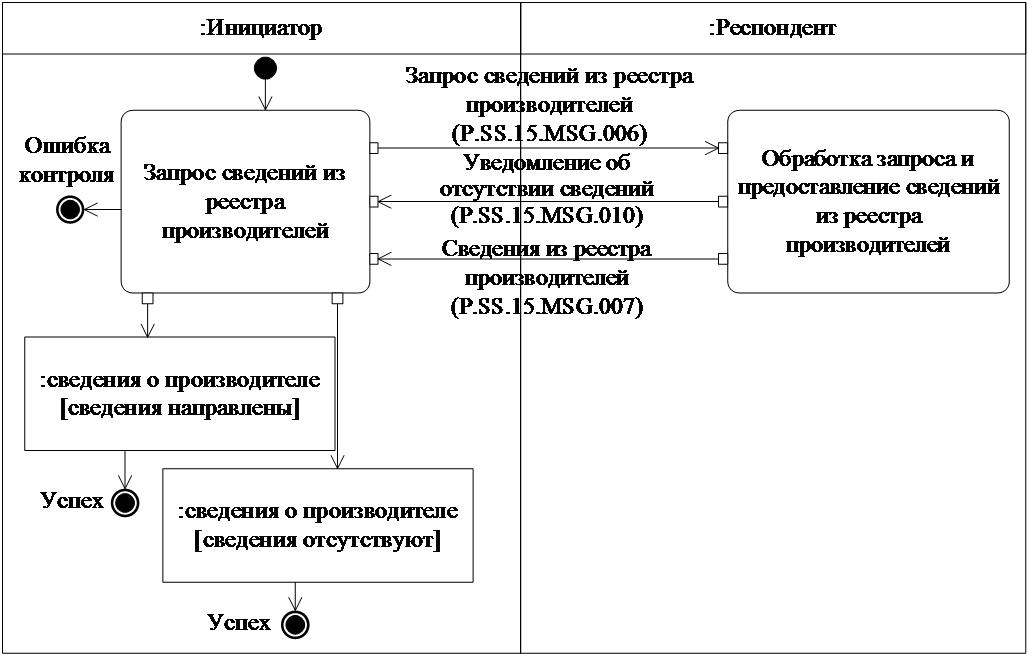 :Инициатор
:Респондент
Запрос сведений из реестра
производителей
(P.SS.15.MSG.006)
Ошибка
контроля
Запрос сведений из
реестра
производителей
Уведомление об
отсутствии сведений
(P.SS.15.MSG.010)
Обработка запроса и
предоставление сведений
из реестра
производителей
Сведения из реестра
производителей
(P.SS.15.MSG.007)
:сведения о производителе
[сведения направлены]
Успех
:сведения о производителе
[сведения отсутствуют]
Успех